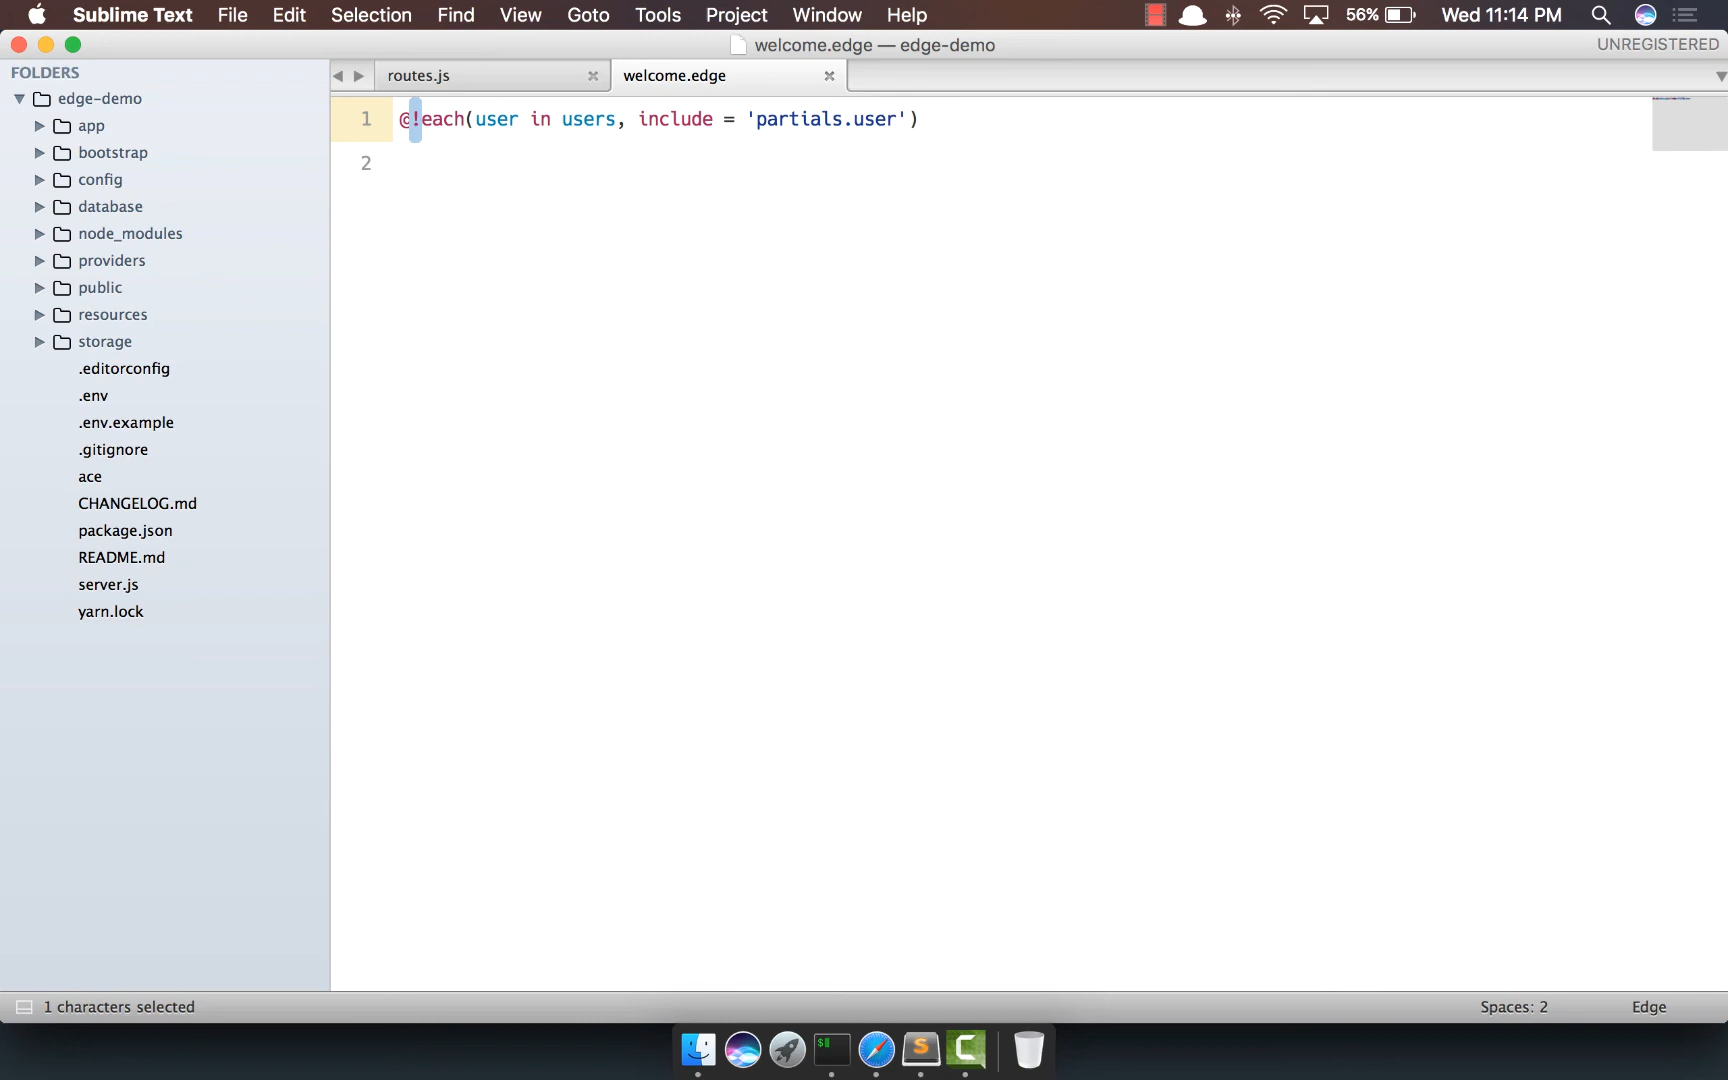 Sublime Text File Edit Selection Find View Goto Tools Project Window Help 56% Wed 11:14 PM
welcome.edge — edge-demo UNREGISTERED
FOLDERS
edge-demo
app
bootstrap
config
database
node_modules
providers
public
resources
storage
.editorconfig
.env
.env.example
.gitignore
ace
CHANGELOG.md
package.json
README.md
server.js
yarn.lock
routes.js welcome.edge
1 @!each(user in users, include = 'partials.user')
2
1 characters selected Spaces: 2 Edge